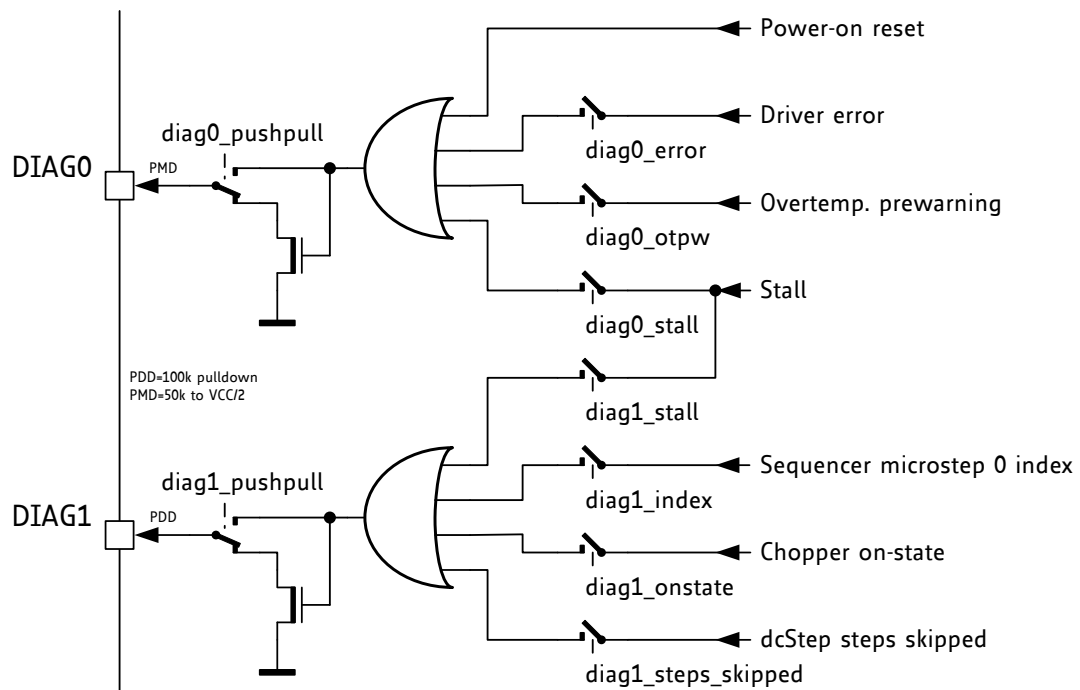 Power-on reset
Driver error
diag0_pushpull
diag0_error
DIAG0
PMD
Overtemp. prewarning
diag0_otpw
Stall
diag0_stall
PDD=100k pulldown
PMD=50k to VCC/2
diag1_stall
Sequencer microstep 0 index
diag1_pushpull
diag1_index
DIAG1
PDD
Chopper on-state
diag1_onstate
dcStep steps skipped
diag1_steps_skipped